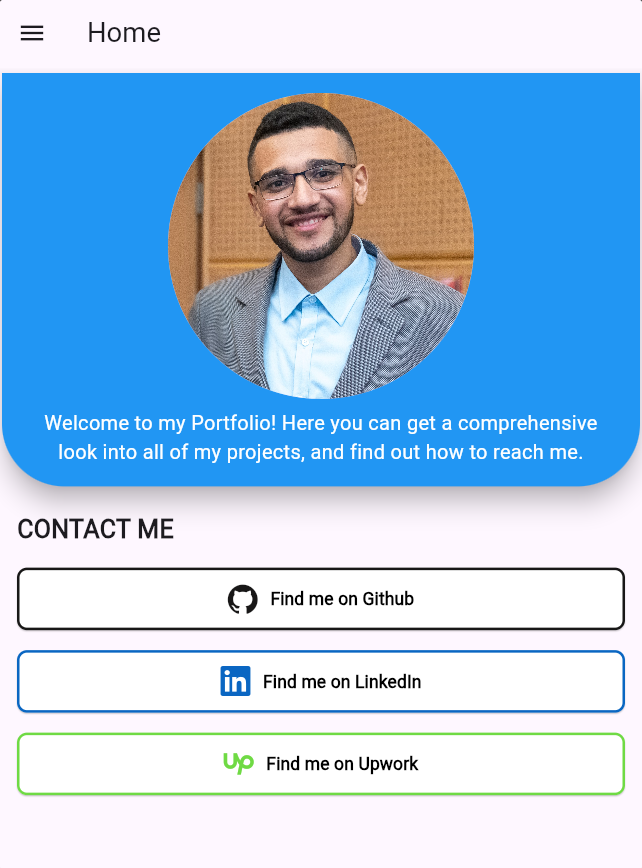 Home
Welcome to my Portfolio! Here you can get a comprehensive
look into all of my projects, and find out how to reach me.
CONTACT ME
Find me on Github
in Find me on LinkedIn
up Find me on Upwork